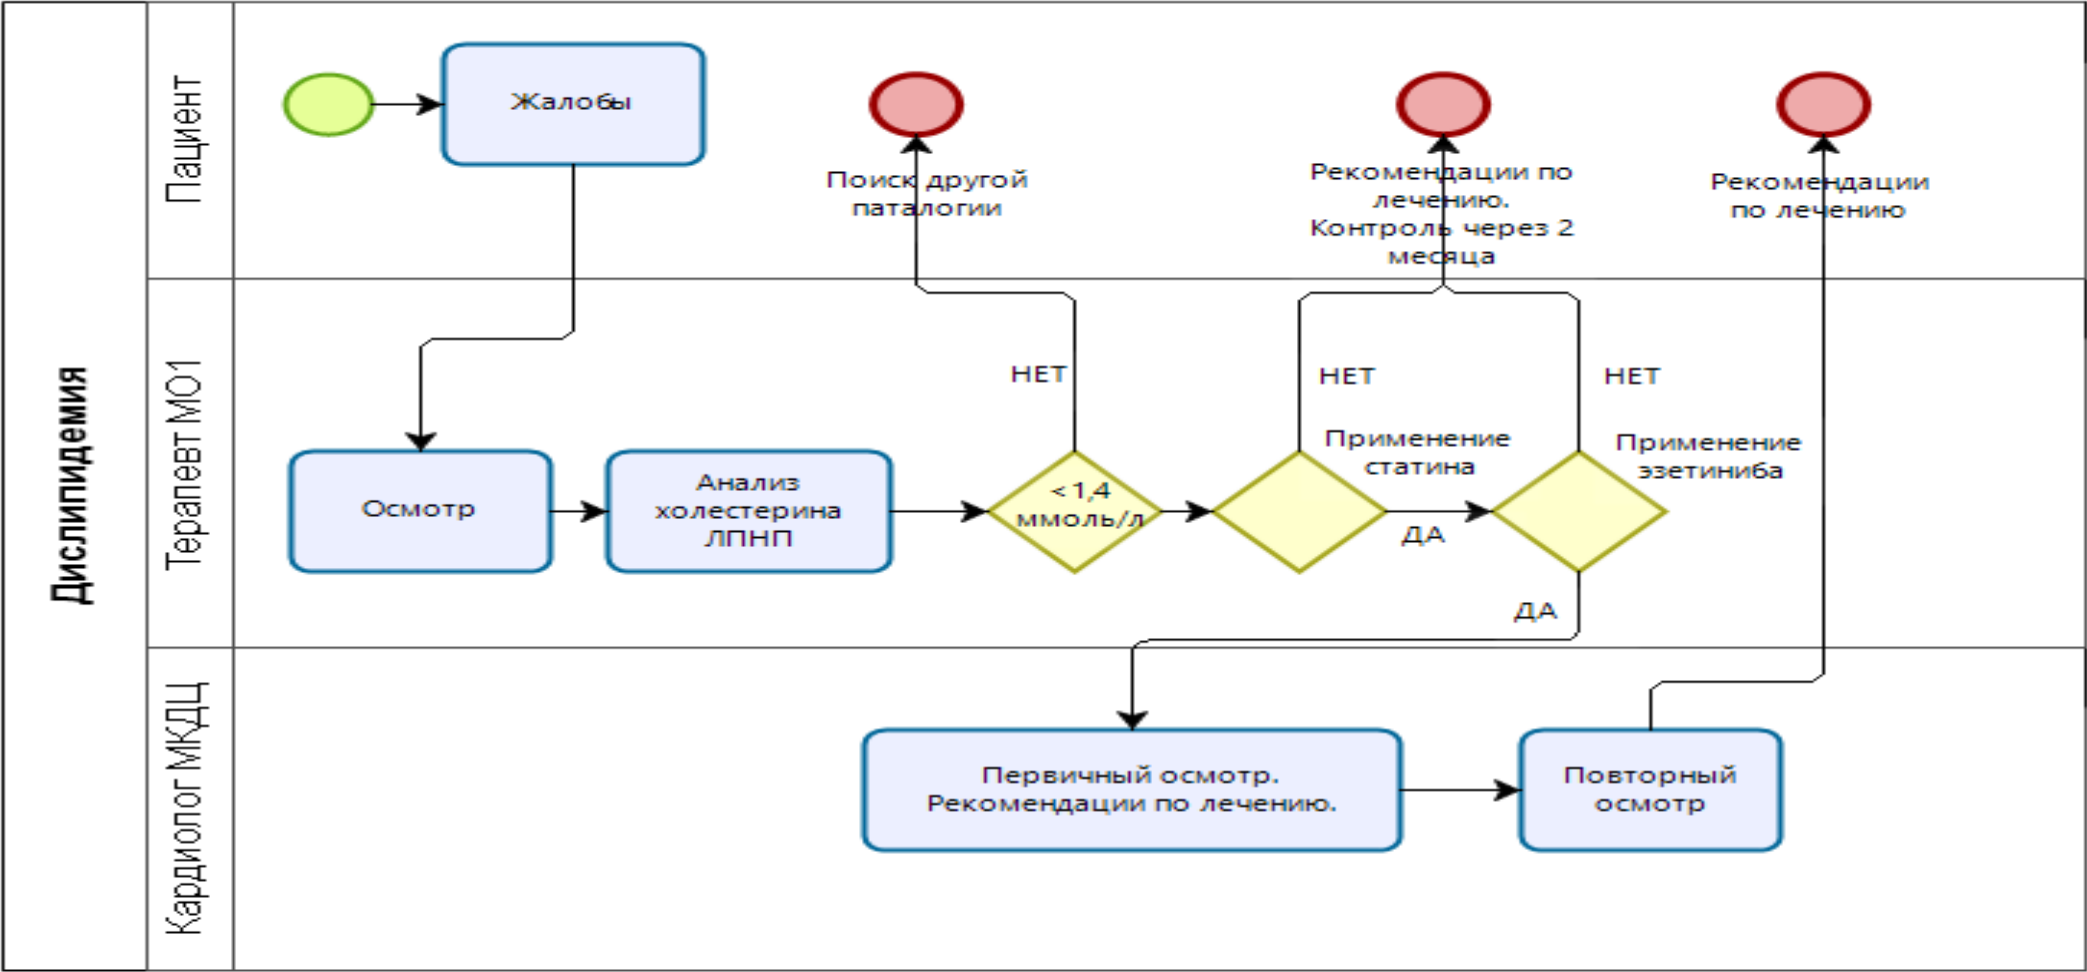 Дислипидемия
Пациент
Жалобы
Поиск другой
паталогии
Рекомендации по
лечению.
Контроль через 2
месяца
Рекомендации
по лечению
Терапевт МО1
НЕТ
НЕТ
НЕТ
Осмотр
Анализ
холестерина
ЛПНП
< 1,4
ммоль/л
Применение
статина
ДА
Применение
эзетиниба
ДА
Кардиолог МКДЦ
Первичный осмотр.
Рекомендации по лечению.
Повторный
осмотр